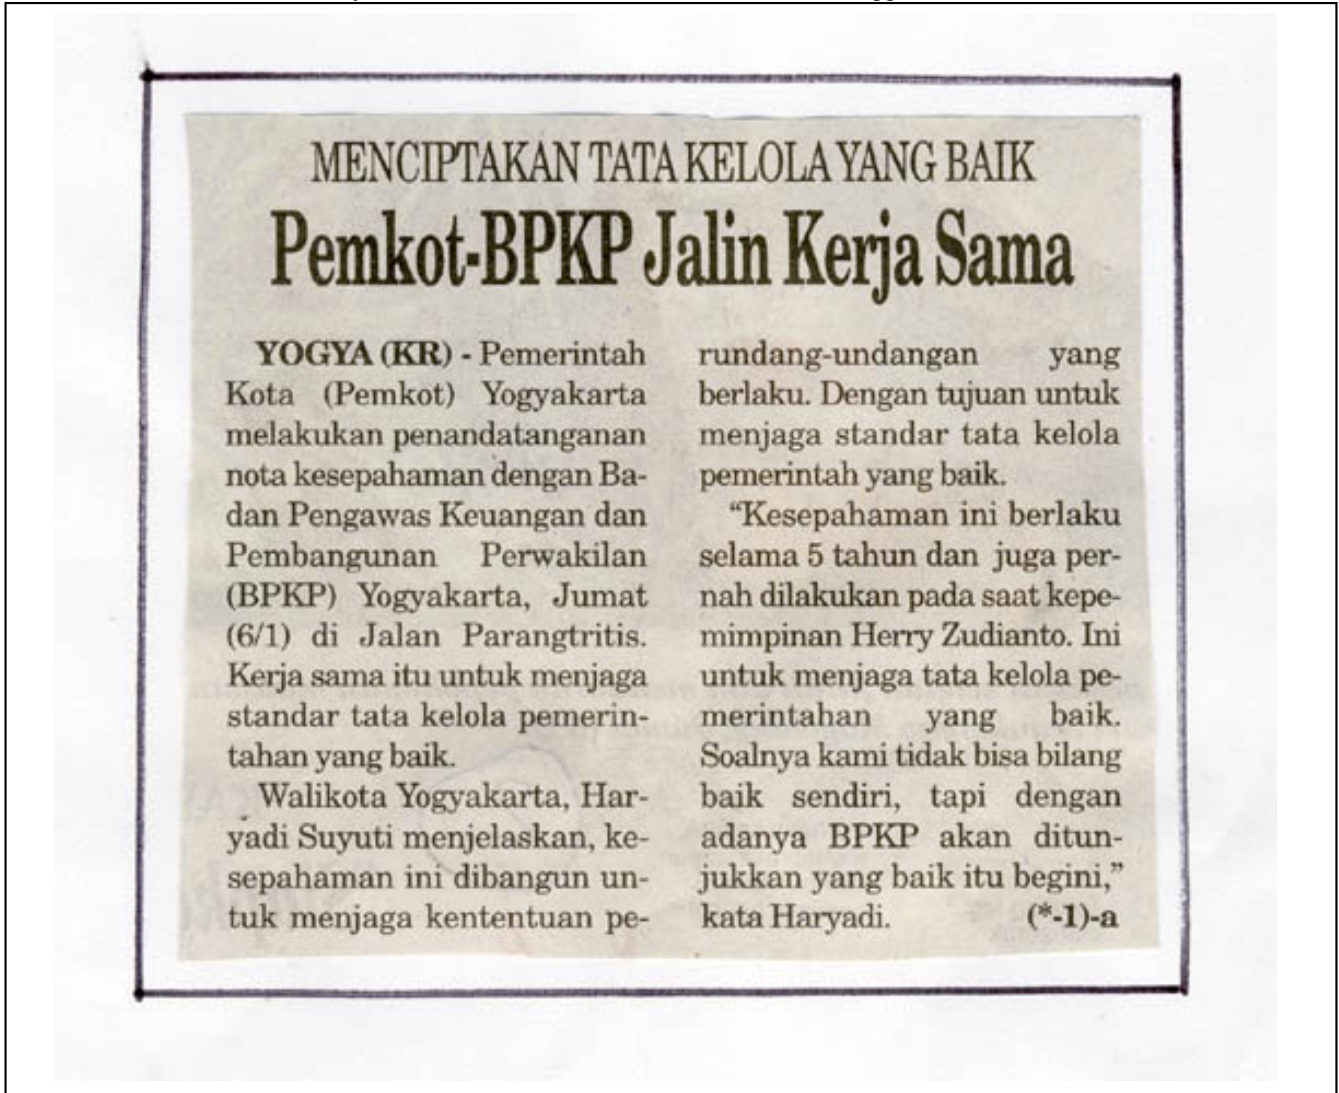 MENCIPTAKAN TATA KELOLA YANG BAIK
Pemkot-BPKP Jalin Kerja Sama
YOGYA (KR) - Pemerintah
Kota (Pemkot) Yogyakarta
melakukan penandatanganan
nota kesepahaman dengan Ba-
dan Pengawas Keuangan dan
Pembangunan Perwakilan
(BPKP) Yogyakarta, Jumat
(6/1) di Jalan Parangtritis.
Kerja sama itu untuk menjaga
standar tata kelola pemerin-
tahan yang baik.
Walikota Yogyakarta, Har-
yadi Suyuti menjelaskan, ke-
sepahaman ini dibangun un-
tuk menjaga kententuan pe-
rundang-undangan yang
berlaku. Dengan tujuan untuk
menjaga standar tata kelola
pemerintah yang baik.
“Kesepahaman ini berlaku
selama 5 tahun dan juga per-
nah dilakukan pada saat kepe-
mimpinan Herry Zudianto. Ini
untuk menjaga tata kelola pe-
merintahan yang baik.
Soalnya kami tidak bisa bilang
baik sendiri, tapi dengan
adanya BPKP akan ditun-
jukkan yang baik itu begini,”
kata Haryadi. (*-1)-a